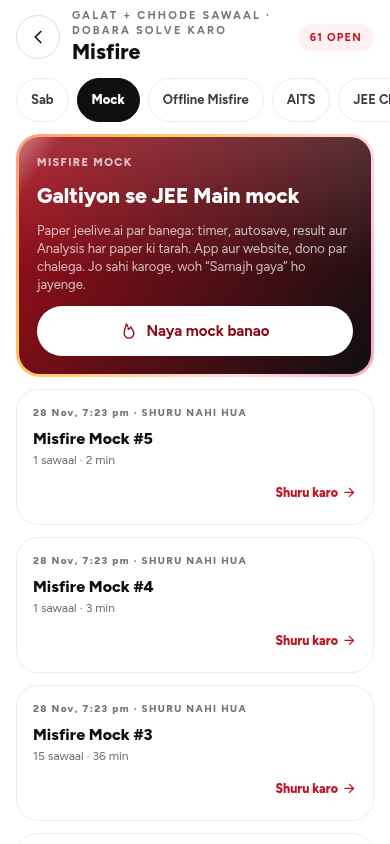 GALAT + CHHODE SAWAAL ·
DOBARA SOLVE KARO
Misfire
61 OPEN
Sab
Mock
Offline Misfire
AITS
JEE
MISFIRE MOCK
Galtiyon se JEE Main mock
Paper jeelive.ai par banega: timer, autosave, result aur
Analysis har paper ki tarah. App aur website, dono par
chalega. Jo sahi karoge, woh “Samajh gaya” ho
jayenge.
Naya mock banao
28 Nov, 7:23 pm · SHURU NAHI HUA
Misfire Mock #5
1 sawaal · 2 min
Shuru karo →
28 Nov, 7:23 pm · SHURU NAHI HUA
Misfire Mock #4
1 sawaal · 3 min
Shuru karo →
28 Nov, 7:23 pm · SHURU NAHI HUA
Misfire Mock #3
15 sawaal · 36 min
Shuru karo →